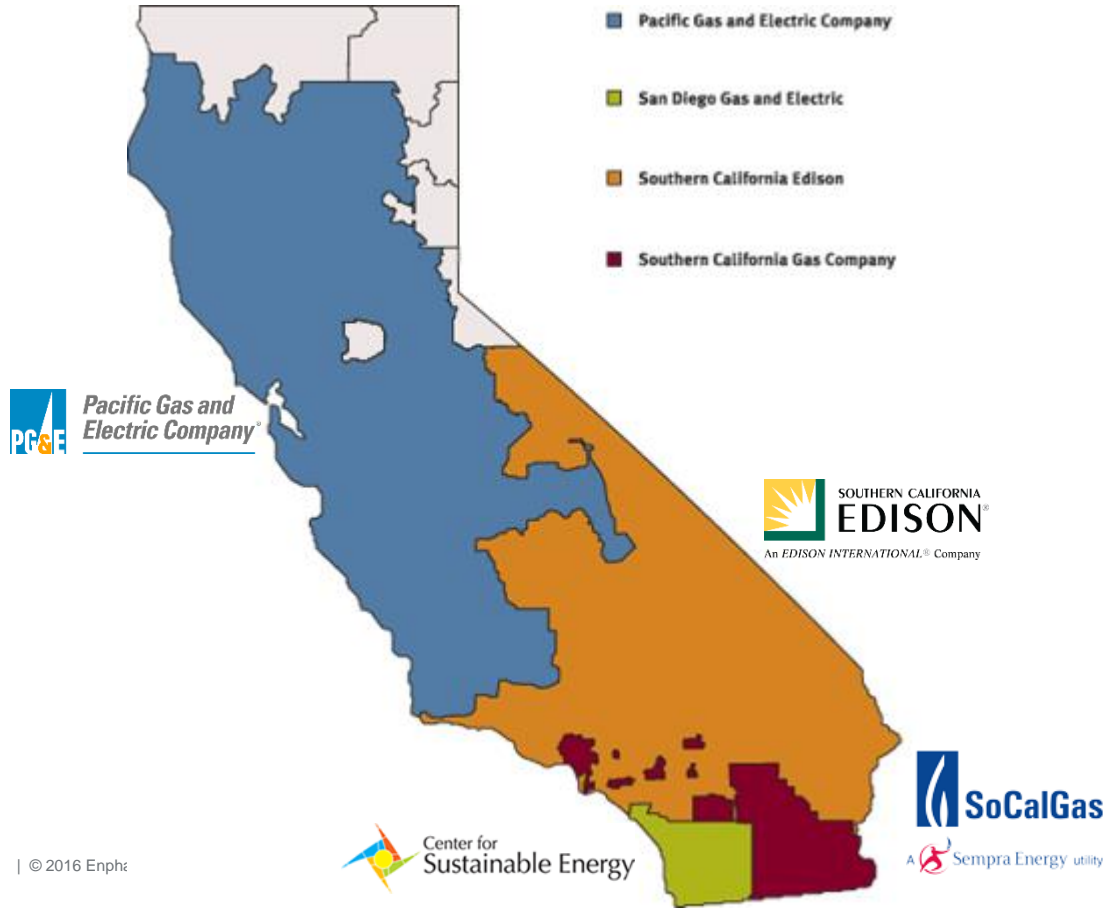 Pacific Gas and Electric Company
San Diego Gas and Electric
Southern California Edison
Southern California Gas Company
PG&E
Pacific Gas and
Electric Company®
SOUTHERN CALIFORNIA
EDISON®
An EDISON INTERNATIONAL® Company
SoCalGas
A Sempra Energy utility
Center for
Sustainable Energy
| © 2016 Enpha